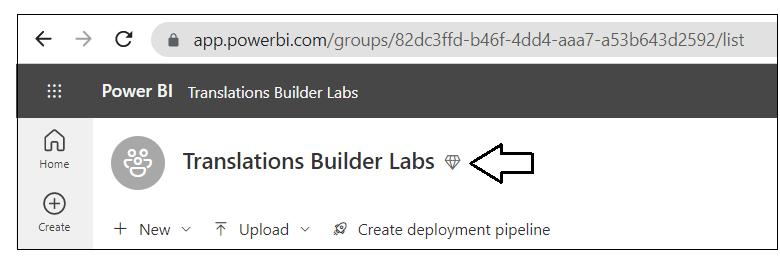 app.powerbi.com/groups/82dc3ffd-b46f-4dd4-aaa7-a53b643d2592/list
Power BI Translations Builder Labs
Home
Translations Builder Labs
Create
New Upload Create deployment pipeline